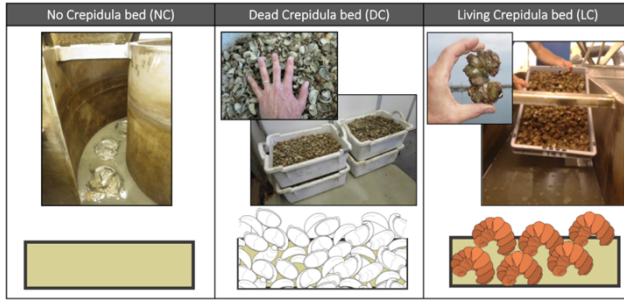 No Crepidula bed (NC)
Dead Crepidula bed (DC)
Living Crepidula bed (LC)